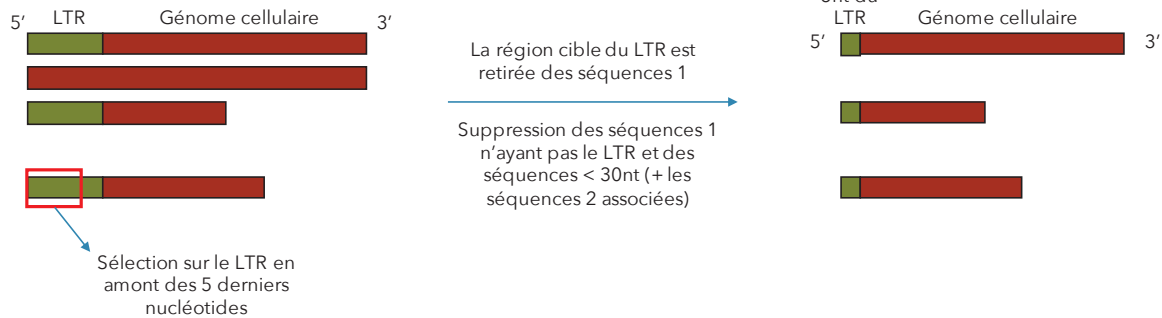 5’ LTR Génome cellulaire 3’
La région cible du LTR est
retirée des séquences 1
Suppression des séquences 1
n’ayant pas le LTR et des
séquences < 30nt (+ les
séquences 2 associées)
Sélection sur le LTR en
amont des 5 derniers
nucléotides
LTR Génome cellulaire
5’ 3’